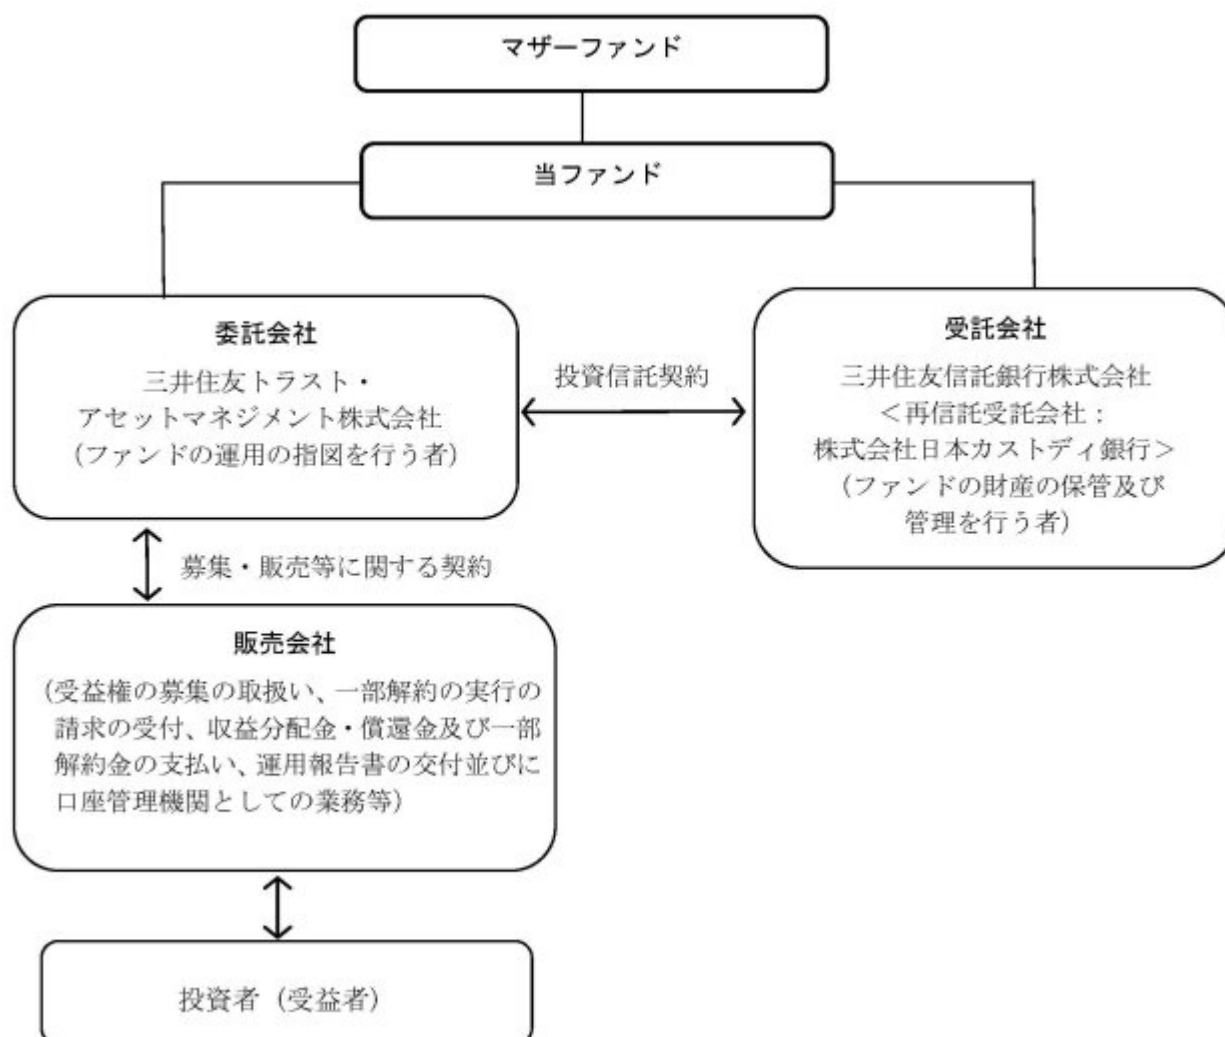 マザーファンド
当ファンド
委託会社
三井住友トラスト・
アセットマネジメント株式会社
(ファンドの運用の指図を行う者)
投資信託契約
受託会社
三井住友信託銀行株式会社
<再信託受託会社:
株式会社日本カストディ銀行>
(ファンドの財産の保管及び
管理を行う者)
募集・販売等に関する契約
販売会社
(受益権の募集の取扱い、一部解約の実行の
請求の受付、収益分配金・償還金及び一部
解約金の支払い、運用報告書の交付並びに
口座管理機関としての業務等)
投資者(受益者)